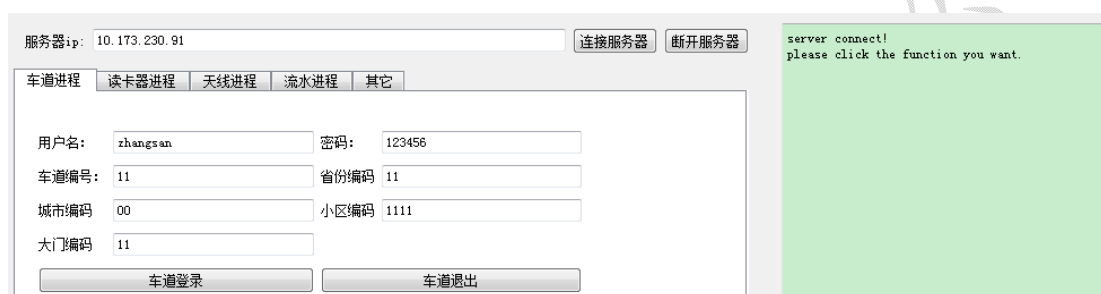 服务器ip: 10.173.230.91 连接服务器 断开服务器
车道进程 读卡器进程 天线进程 流水进程 其它
用户名: zhangsan 密码: 123456
车道编号: 11 省份编码 11
城市编码 00 小区编码 1111
大门编码 11
车道登录 车道退出
server connect!
please click the function you want.